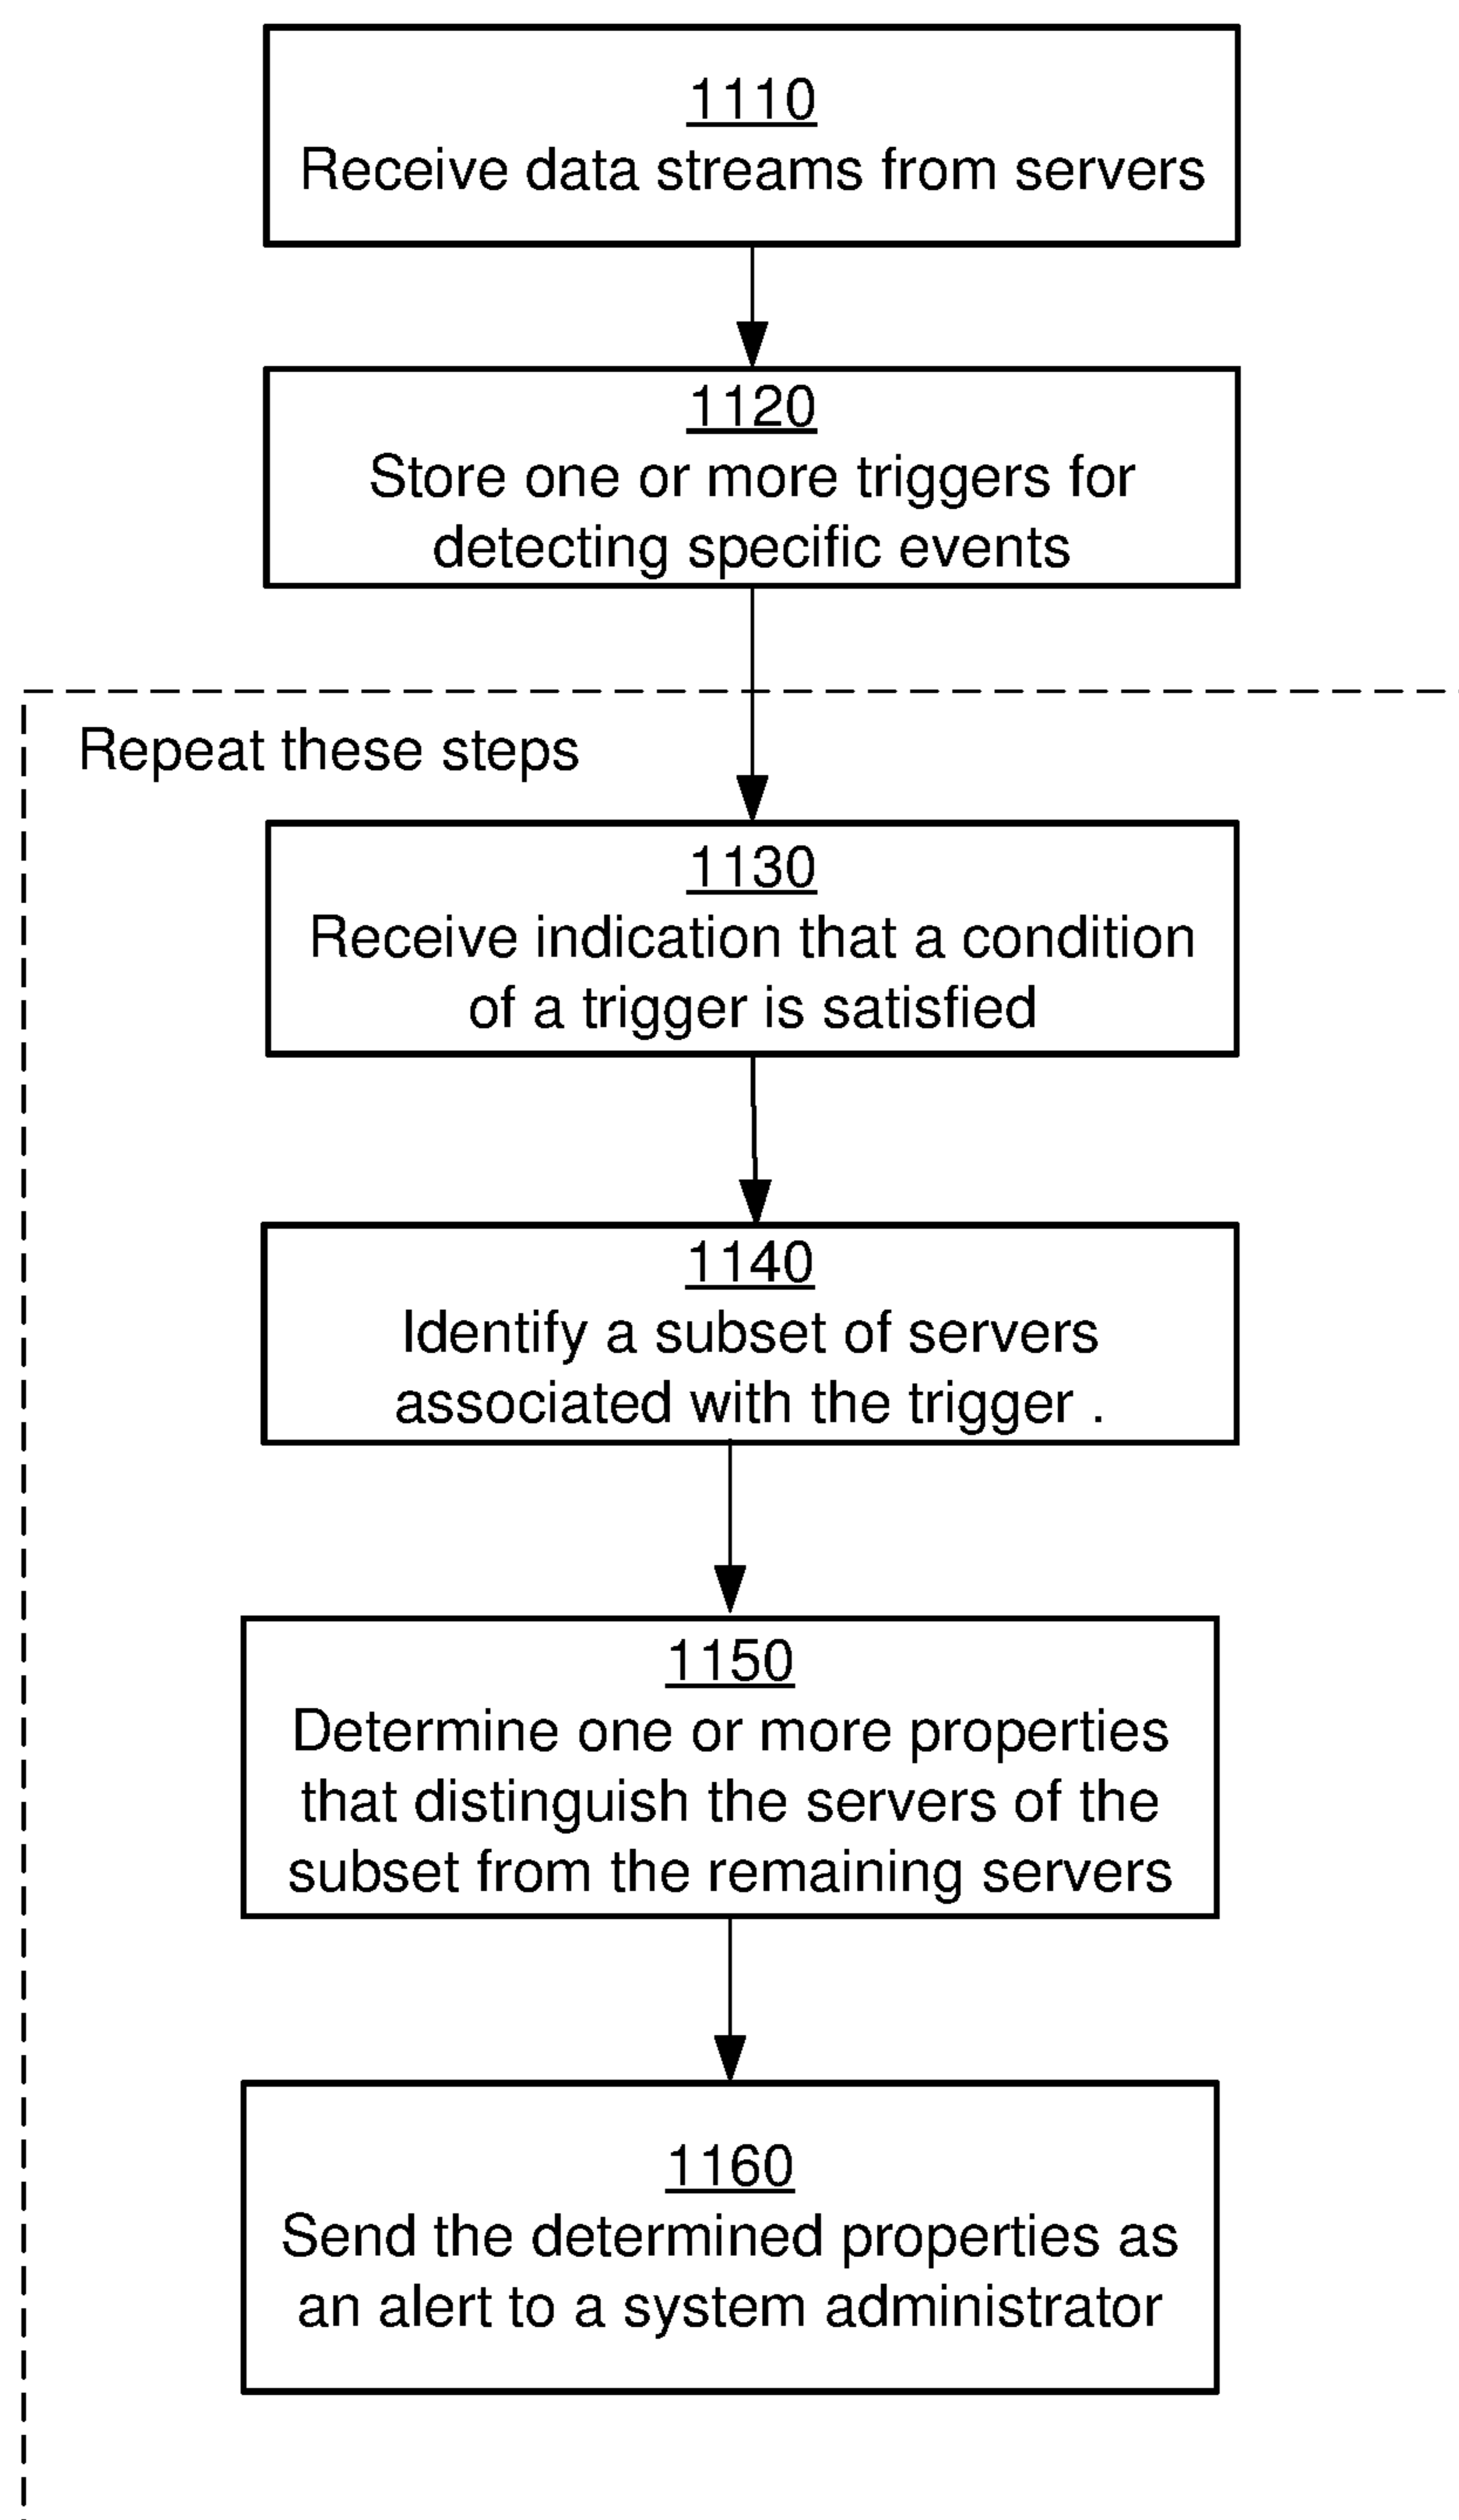 1110
Receive data streams from servers
1120
Store one or more triggers for
detecting specific events
Repeat these steps
1130
Receive indication that a condition
of a trigger is satisfied
1140
Identify a subset of servers
associated with the trigger .
1150
Determine one or more properties
that distinguish the servers of the
subset from the remaining servers
1160
Send the determined properties as
an alert to a system administrator